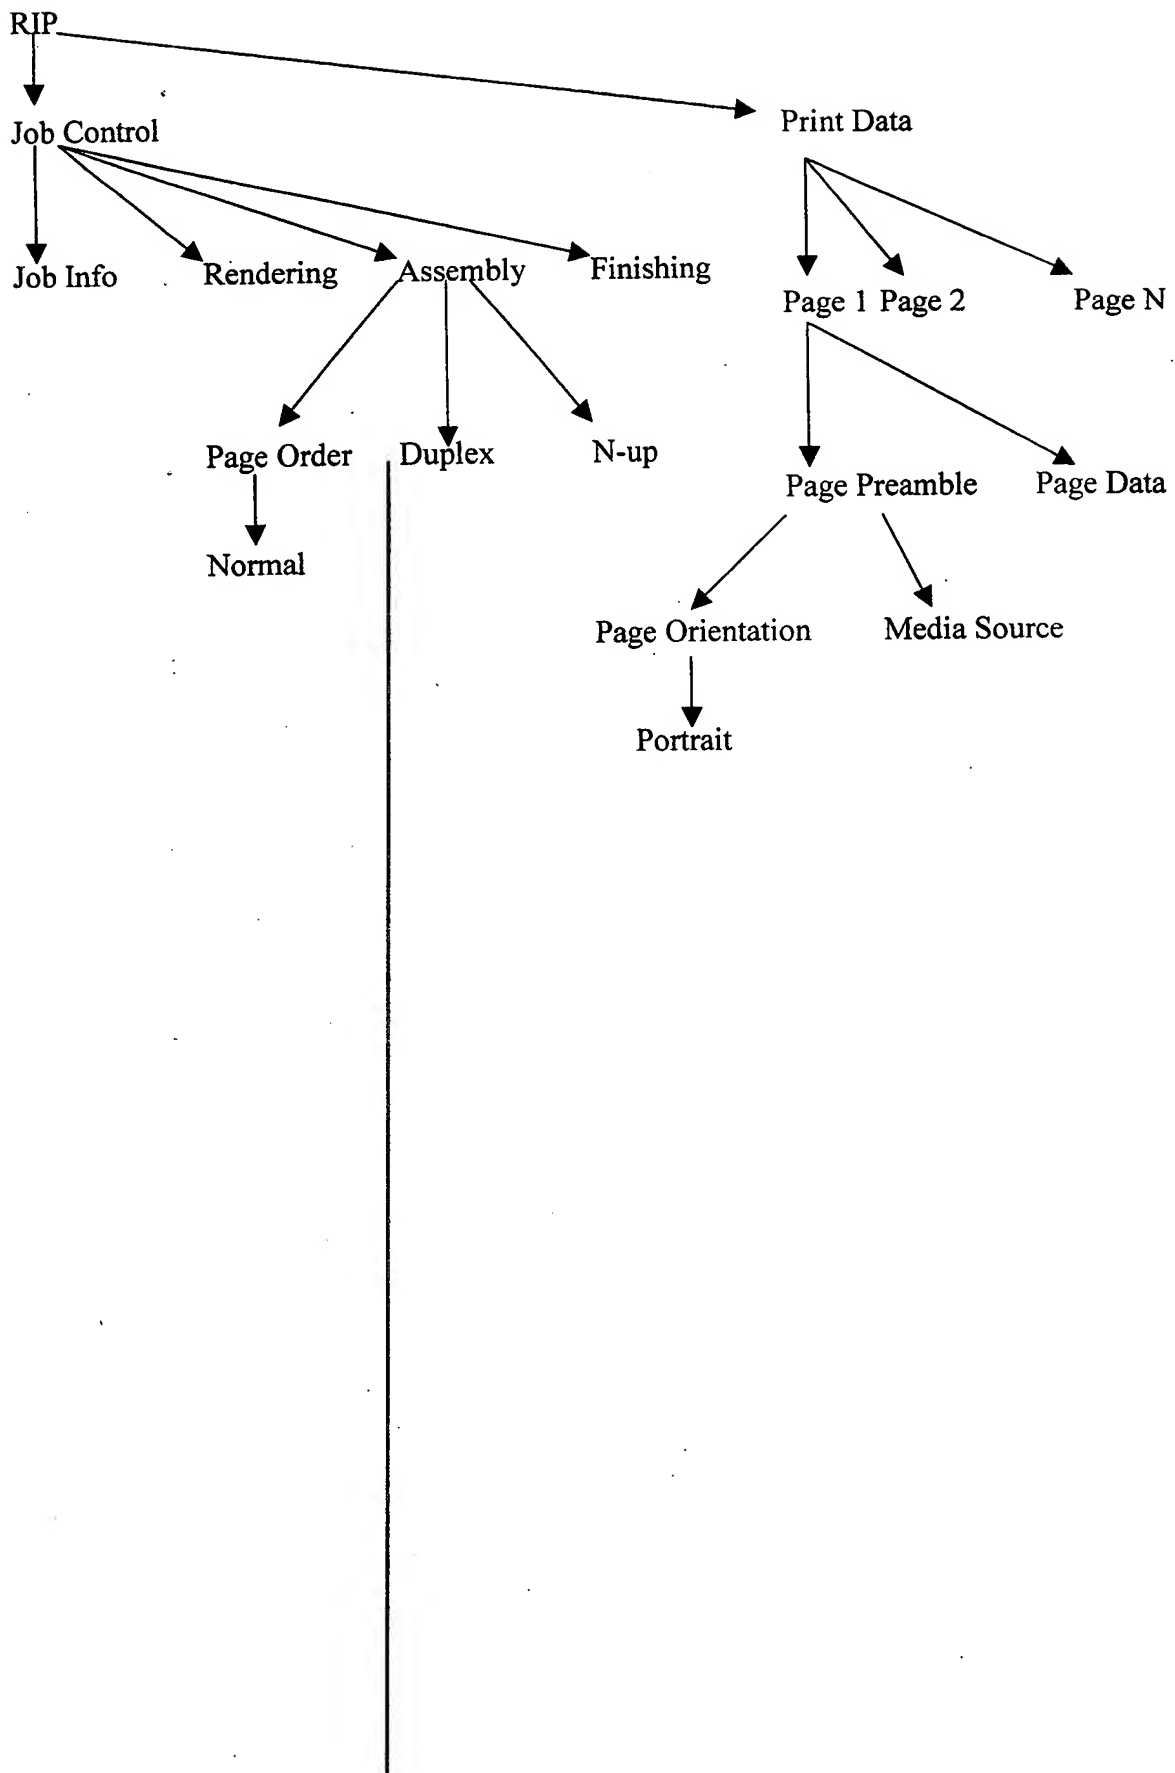 RIP
Job Control
Print Data
Job Info
Rendering
Assembly
Finishing
Page 1
Page 2
Page N
Page Order
Duplex
N-up
Page Preamble
Page Data
Normal
Page Orientation
Media Source
Portrait